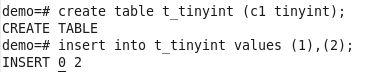 demo=# create table t_tinyint (c1 tinyint);
CREATE TABLE
demo=# insert into t_tinyint values (1),(2);
INSERT 0 2